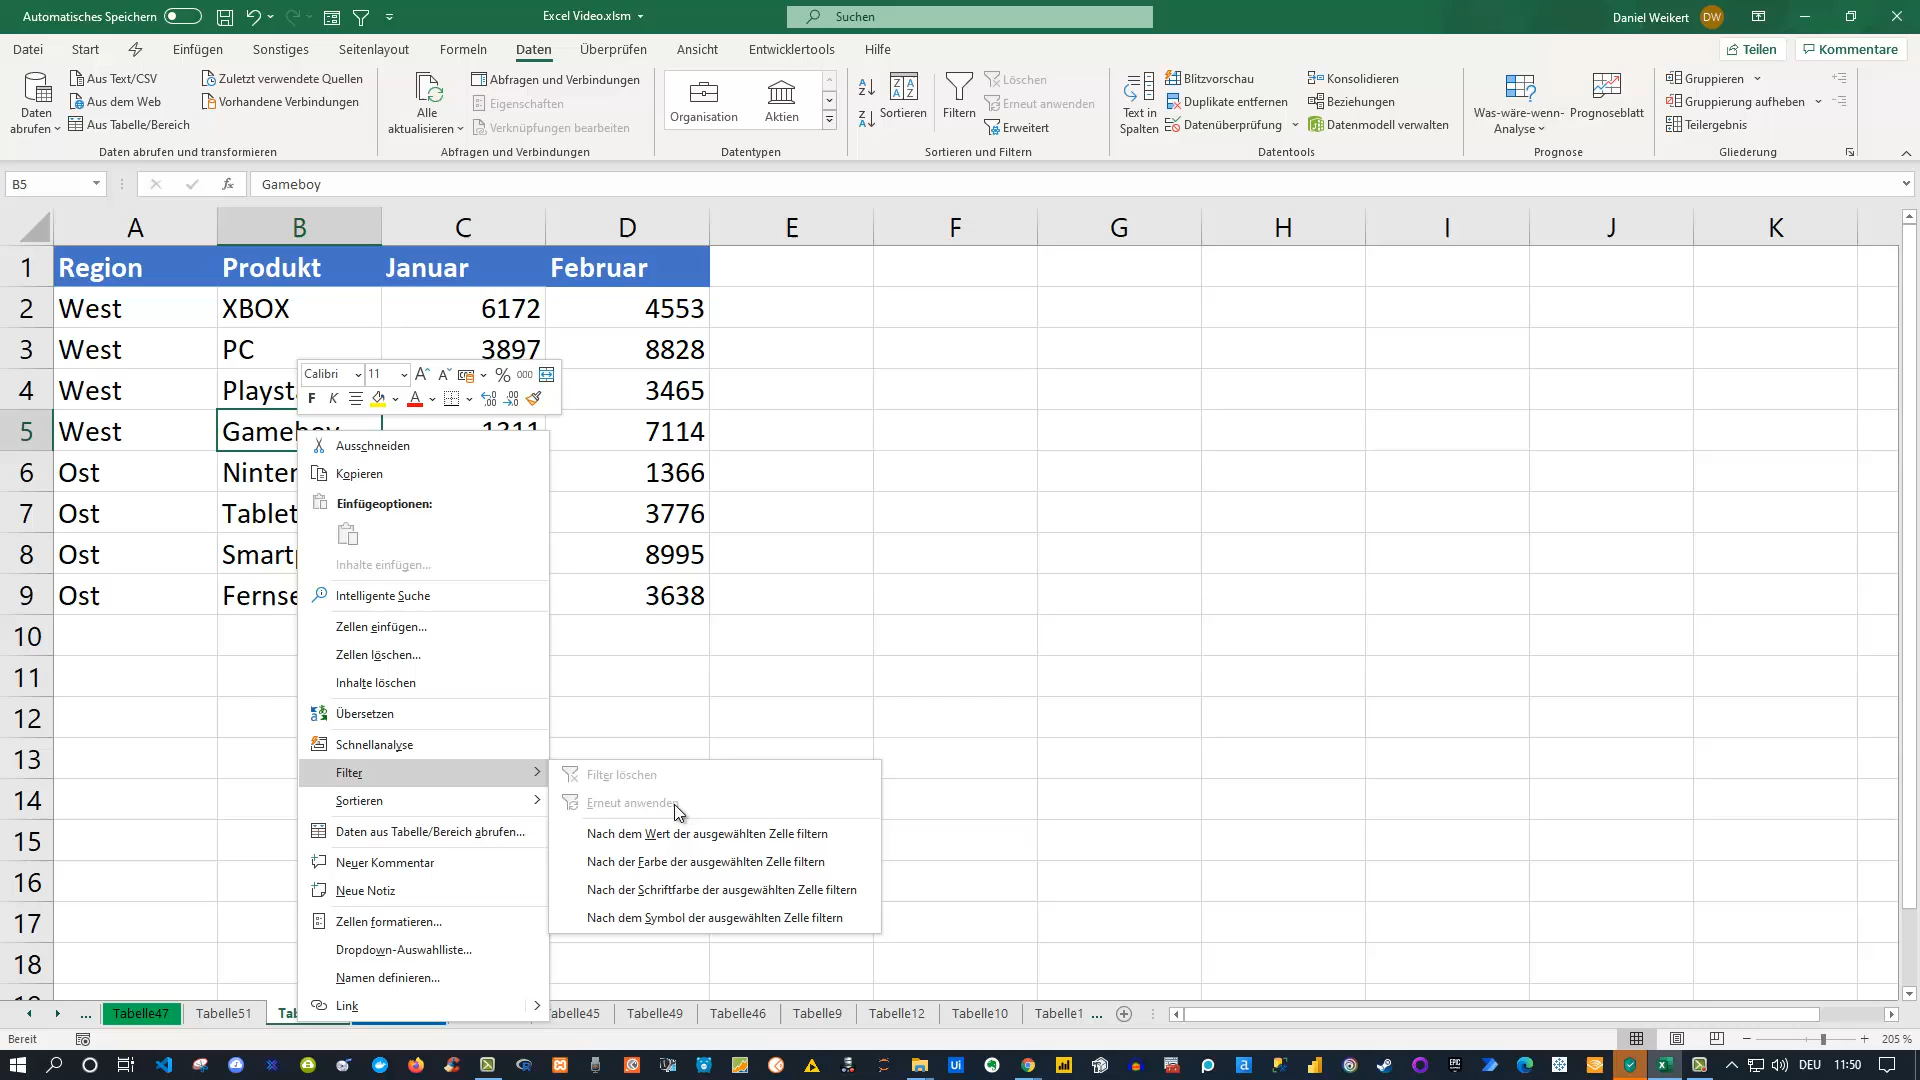 Automatisches Speichern
Excel Video.xlsm
Suchen
Daniel Weikert
DW
Datei Start Einfügen Sonstiges Seitenlayout Formeln Daten Überprüfen Ansicht Entwicklertools Hilfe
Teilen
Kommentare
Daten abrufen
Aus Text/CSV
Aus dem Web
Aus Tabelle/Bereich
Zuletzt verwendete Quellen
Vorhandene Verbindungen
Daten abrufen und transformieren
Alle aktualisieren
Abfragen und Verbindungen
Eigenschaften
Verknüpfungen bearbeiten
Abfragen und Verbindungen
Organisation
Aktien
Datentypen
Sortieren
Filtern
Löschen
Erneut anwenden
Erweitert
Sortieren und Filtern
Text in Spalten
Blitzvorschau
Duplikate entfernen
Datenüberprüfung
Konsolidieren
Beziehungen
Datenmodell verwalten
Datentools
Was-wäre-wenn-Analyse
Prognoseblatt
Prognose
Gruppieren
Gruppierung aufheben
Teilergebnis
Gliederung
B5
fx
Gameboy
A B C D E F G H I J K
1 Region Produkt Januar Februar
2 West XBOX 6172 4553
3 West PC 3897 8828
4 West Playst 3465
5 West Gameboy 1311 7114
6 Ost Ninten 1366
7 Ost Tablet 3776
8 Ost Smartp 8995
9 Ost Fernse 3638
10
11
12
13
14
15
16
17
18
Calibri 11 A A % 000
F K A
Ausschneiden
Kopieren
Einfügeoptionen:
Inhalte einfügen...
Intelligente Suche
Zellen einfügen...
Zellen löschen...
Inhalte löschen
Übersetzen
Schnellanalyse
Filter
Sortieren
Daten aus Tabelle/Bereich abrufen...
Neuer Kommentar
Neue Notiz
Zellen formatieren...
Dropdown-Auswahlliste...
Namen definieren...
Link
Filter löschen
Erneut anwenden
Nach dem Wert der ausgewählten Zelle filtern
Nach der Farbe der ausgewählten Zelle filtern
Nach der Schriftfarbe der ausgewählten Zelle filtern
Nach dem Symbol der ausgewählten Zelle filtern
... Tabelle47 Tabelle51 Tab abelle45 Tabelle49 Tabelle46 Tabelle9 Tabelle12 Tabelle10 Tabelle1 ...
Bereit
205 %
DEU 11:50